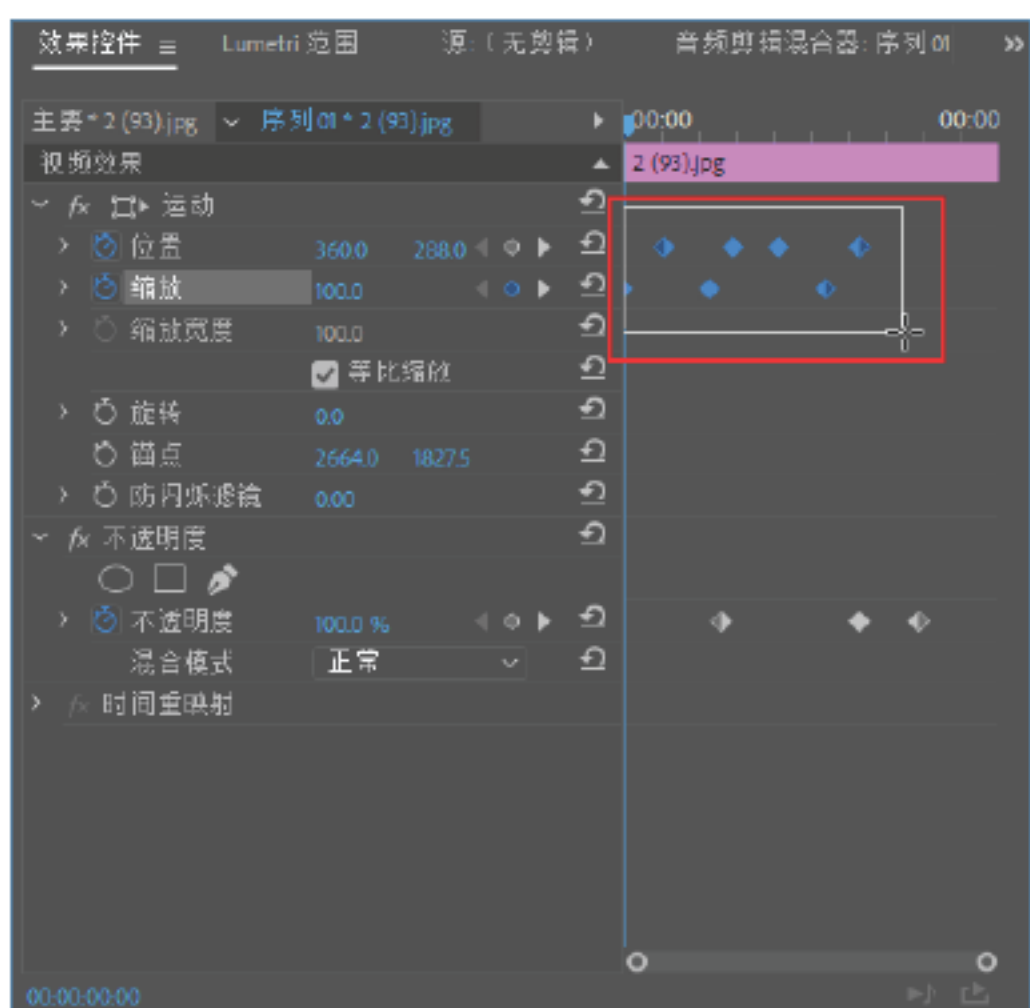 效果控件 Lumetri 范围 源:(无剪辑) 音频剪辑混合器: 序列 01
主要 * 2 (93).jpg 序列 01 * 2 (93).jpg 00:00 00:00
视频效果 2 (93).jpg
fx 运动
位置 360.0 288.0
缩放 100.0
缩放宽度 100.0
等比缩放
旋转 0.0
锚点 2664.0 1827.5
防闪烁滤镜 0.00
fx 不透明度
不透明度 100.0 %
混合模式 正常
fx 时间重映射
00:00:00:00